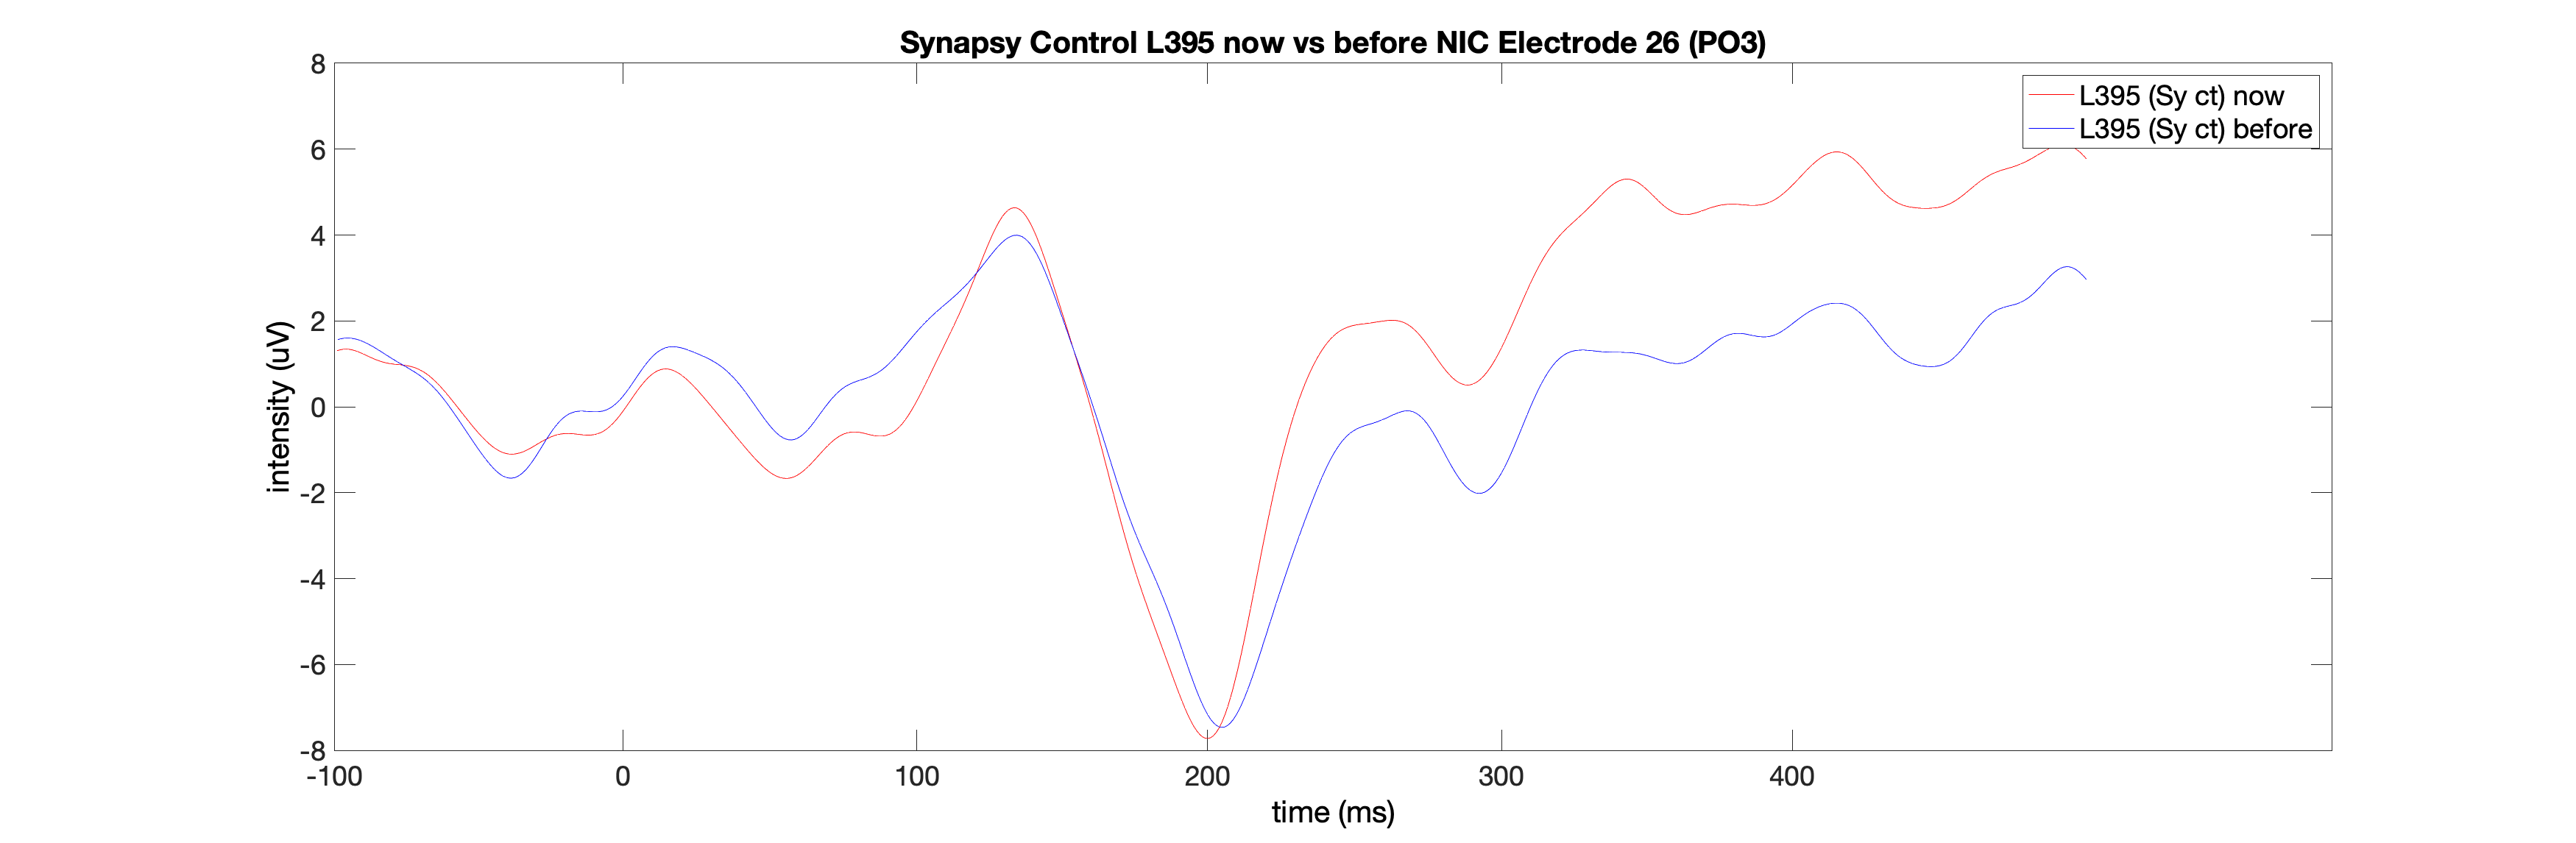 Synapsy Control L395 now vs before NIC Electrode 26 (PO3)
L395 (Sy ct) now
L395 (Sy ct) before
8
6
4
2
0
-2
-4
-6
-8
intensity (uV)
-100 0 100 200 300 400
time (ms)